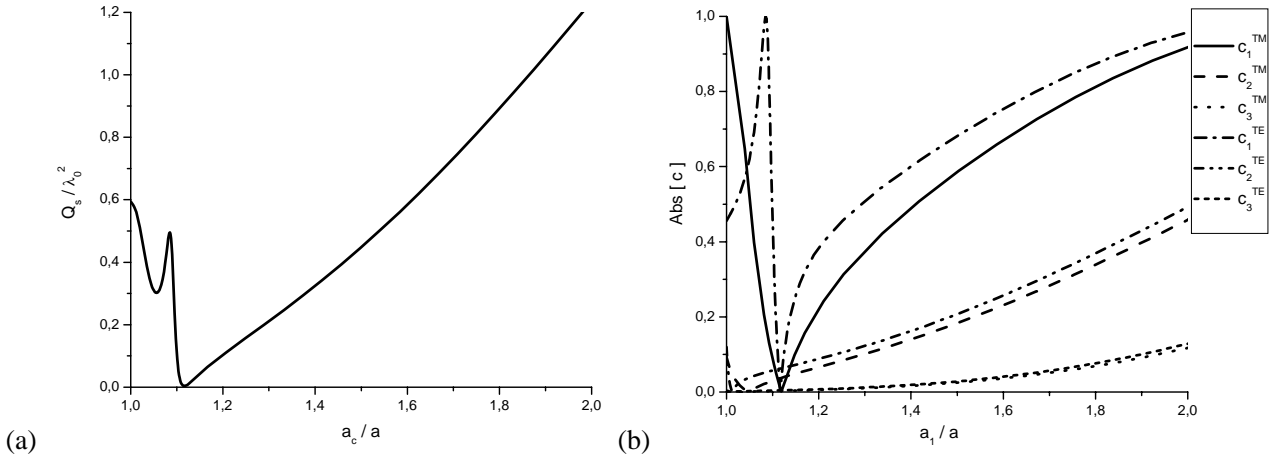 1,2
1,0
0,8
0,6
0,4
0,2
0,0
Q_s / λ_0^2
1,0 1,2 1,4 1,6 1,8 2,0
a_c / a
(a)
1,0
0,8
0,6
0,4
0,2
0,0
Abs [ c ]
1,0 1,2 1,4 1,6 1,8 2,0
a_1 / a
(b)
c_1^TM
c_2^TM
c_3^TM
c_1^TE
c_2^TE
c_3^TE